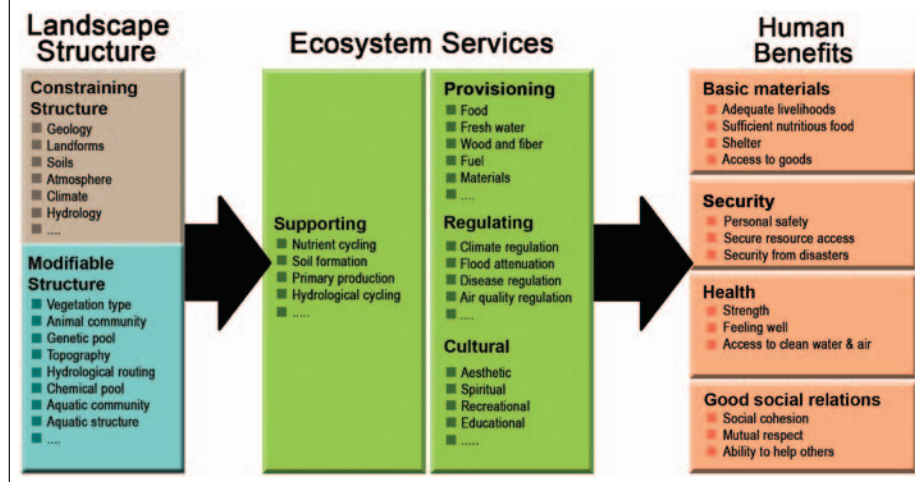 Landscape
Structure
Ecosystem Services
Human
Benefits
Constraining
Structure
Geology
Landforms
Soils
Atmosphere
Climate
Hydrology
....
Modifiable
Structure
Vegetation type
Animal community
Genetic pool
Topography
Hydrological routing
Chemical pool
Aquatic community
Aquatic structure
....
Supporting
Nutrient cycling
Soil formation
Primary production
Hydrological cycling
.....
Provisioning
Food
Fresh water
Wood and fiber
Fuel
Materials
....
Regulating
Climate regulation
Flood attenuation
Disease regulation
Air quality regulation
....
Cultural
Aesthetic
Spiritual
Recreational
Educational
.....
Basic materials
Adequate livelihoods
Sufficient nutritious food
Shelter
Access to goods
Security
Personal safety
Secure resource access
Security from disasters
Health
Strength
Feeling well
Access to clean water & air
Good social relations
Social cohesion
Mutual respect
Ability to help others